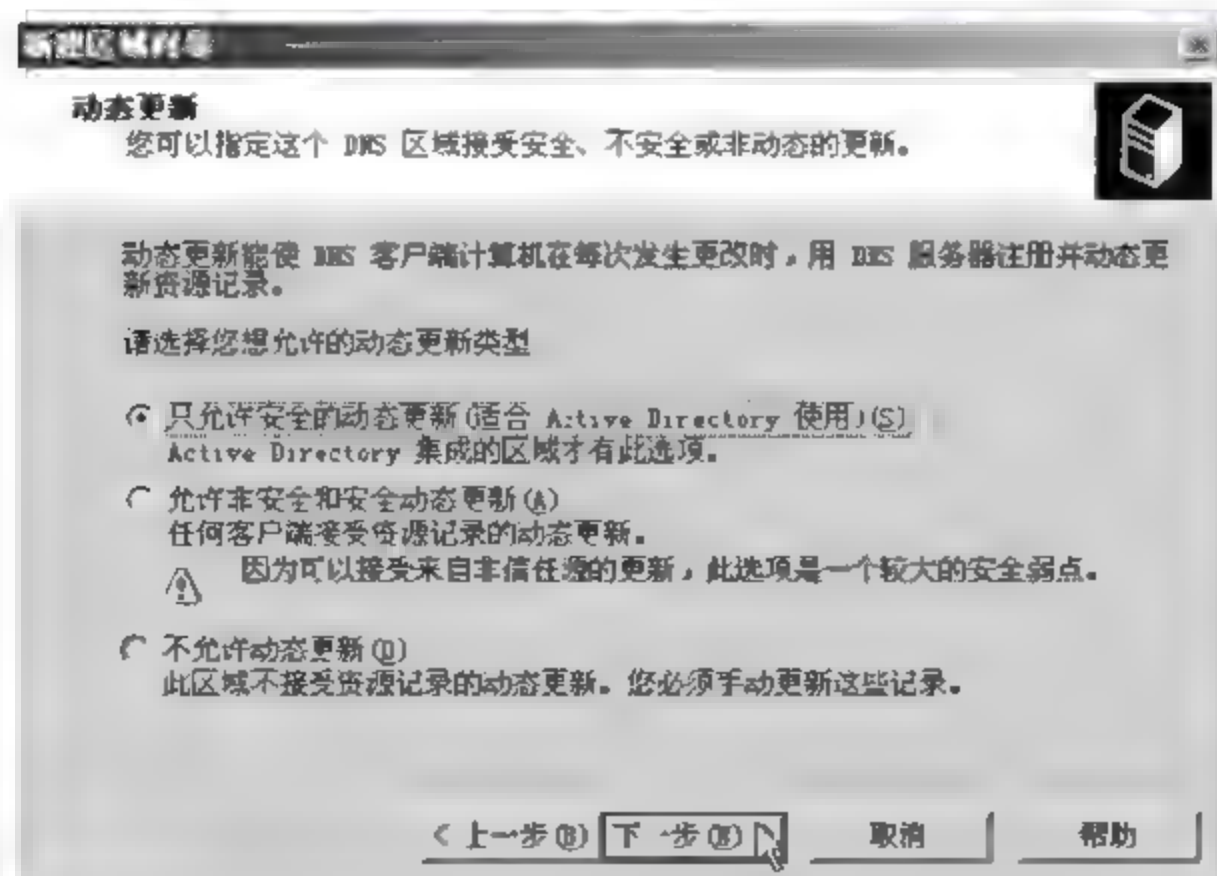 新建区域向导
动态更新
您可以指定这个 DNS 区域接受安全、不安全或非动态的更新。
动态更新能使 DNS 客户端计算机在每次发生更改时，用 DNS 服务器注册并动态更
新资源记录。
请选择您想允许的动态更新类型
只允许安全的动态更新(适合 Active Directory 使用)(S)
Active Directory 集成的区域才有此选项。
允许非安全和安全动态更新(A)
任何客户端接受资源记录的动态更新。
因为可以接受来自非信任源的更新，此选项是一个较大的安全弱点。
不允许动态更新(D)
此区域不接受资源记录的动态更新。您必须手动更新这些记录。
< 上一步(B) 下一步(N) > 取消 帮助